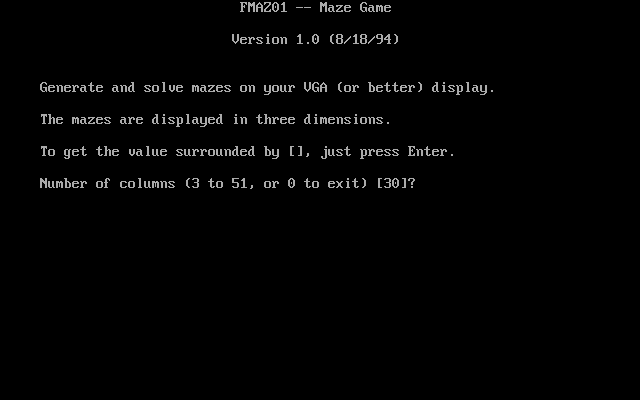 FMAZ01 -- Maze Game
Version 1.0 (8/18/94)
Generate and solve mazes on your VGA (or better) display.
The mazes are displayed in three dimensions.
To get the value surrounded by [], just press Enter.
Number of columns (3 to 51, or 0 to exit) [30]?